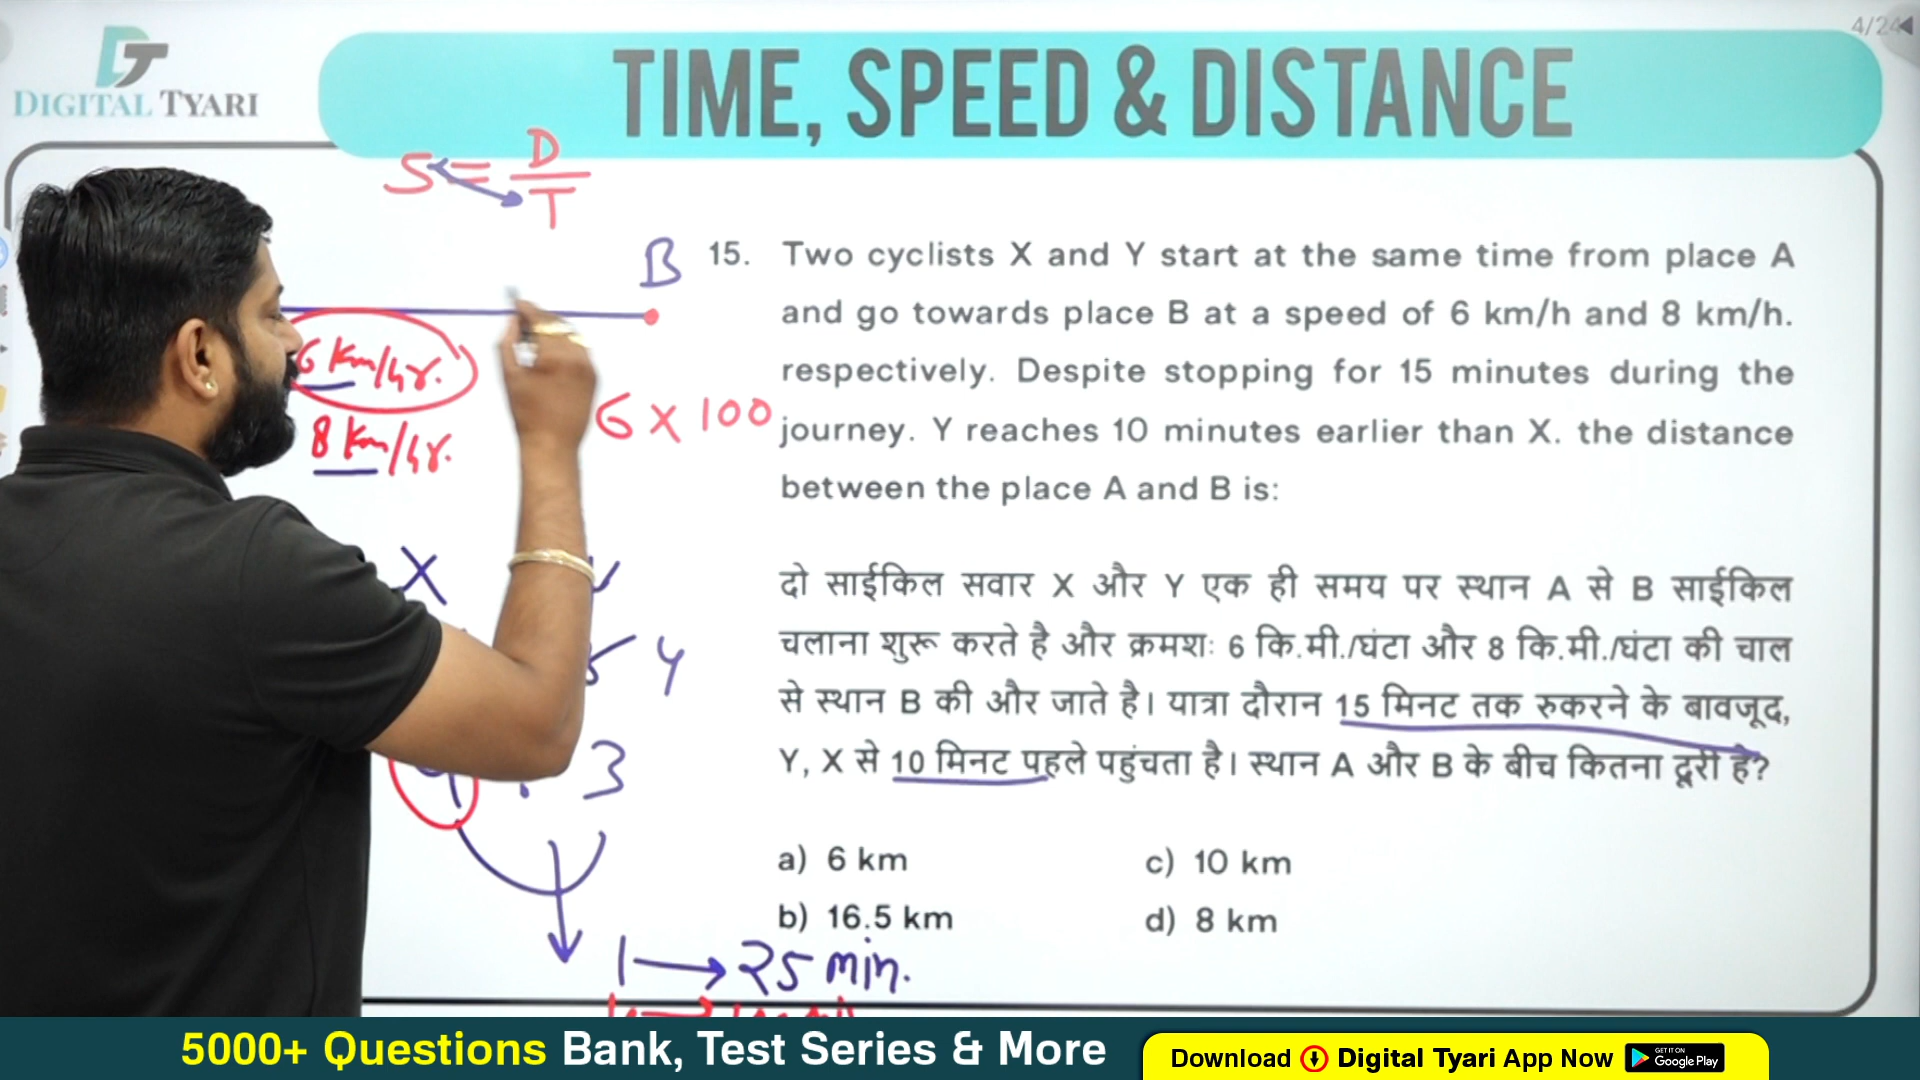 4/24
DIGITAL TYARI
TIME, SPEED & DISTANCE
S = D/T
B
6 Km/hr.
8 Km/hr.
6 x 100
X
4
3
1 → 25 min.
15. Two cyclists X and Y start at the same time from place A
and go towards place B at a speed of 6 km/h and 8 km/h.
respectively. Despite stopping for 15 minutes during the
journey. Y reaches 10 minutes earlier than X. the distance
between the place A and B is:
दो साईकिल सवार X और Y एक ही समय पर स्थान A से B साईकिल
चलाना शुरू करते है और क्रमशः 6 कि.मी./घंटा और 8 कि.मी./घंटा की चाल
से स्थान B की और जाते है। यात्रा दौरान 15 मिनट तक रुकरने के बावजूद,
Y, X से 10 मिनट पहले पहुंचता है। स्थान A और B के बीच कितना दूरी है?
a) 6 km
c) 10 km
b) 16.5 km
d) 8 km
5000+ Questions Bank, Test Series & More
Download Digital Tyari App Now
GET IT ON
Google Play